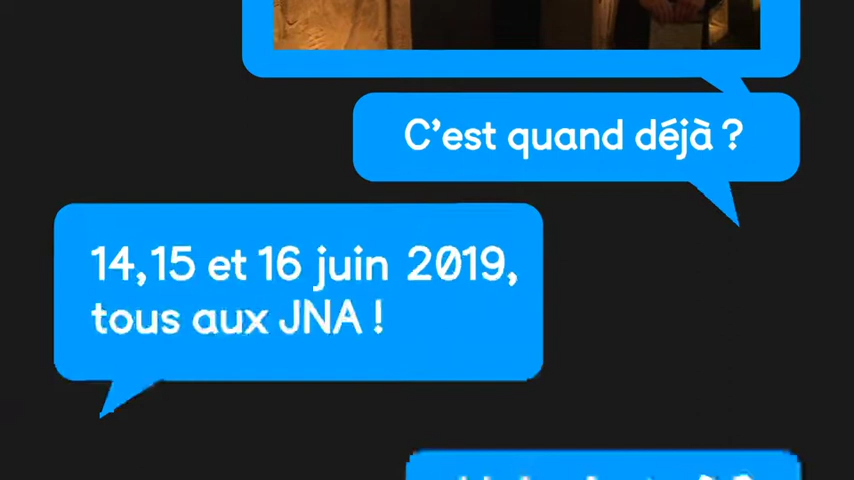 C'est quand déjà ?
14,15 et 16 juin 2019,
tous aux JNA !